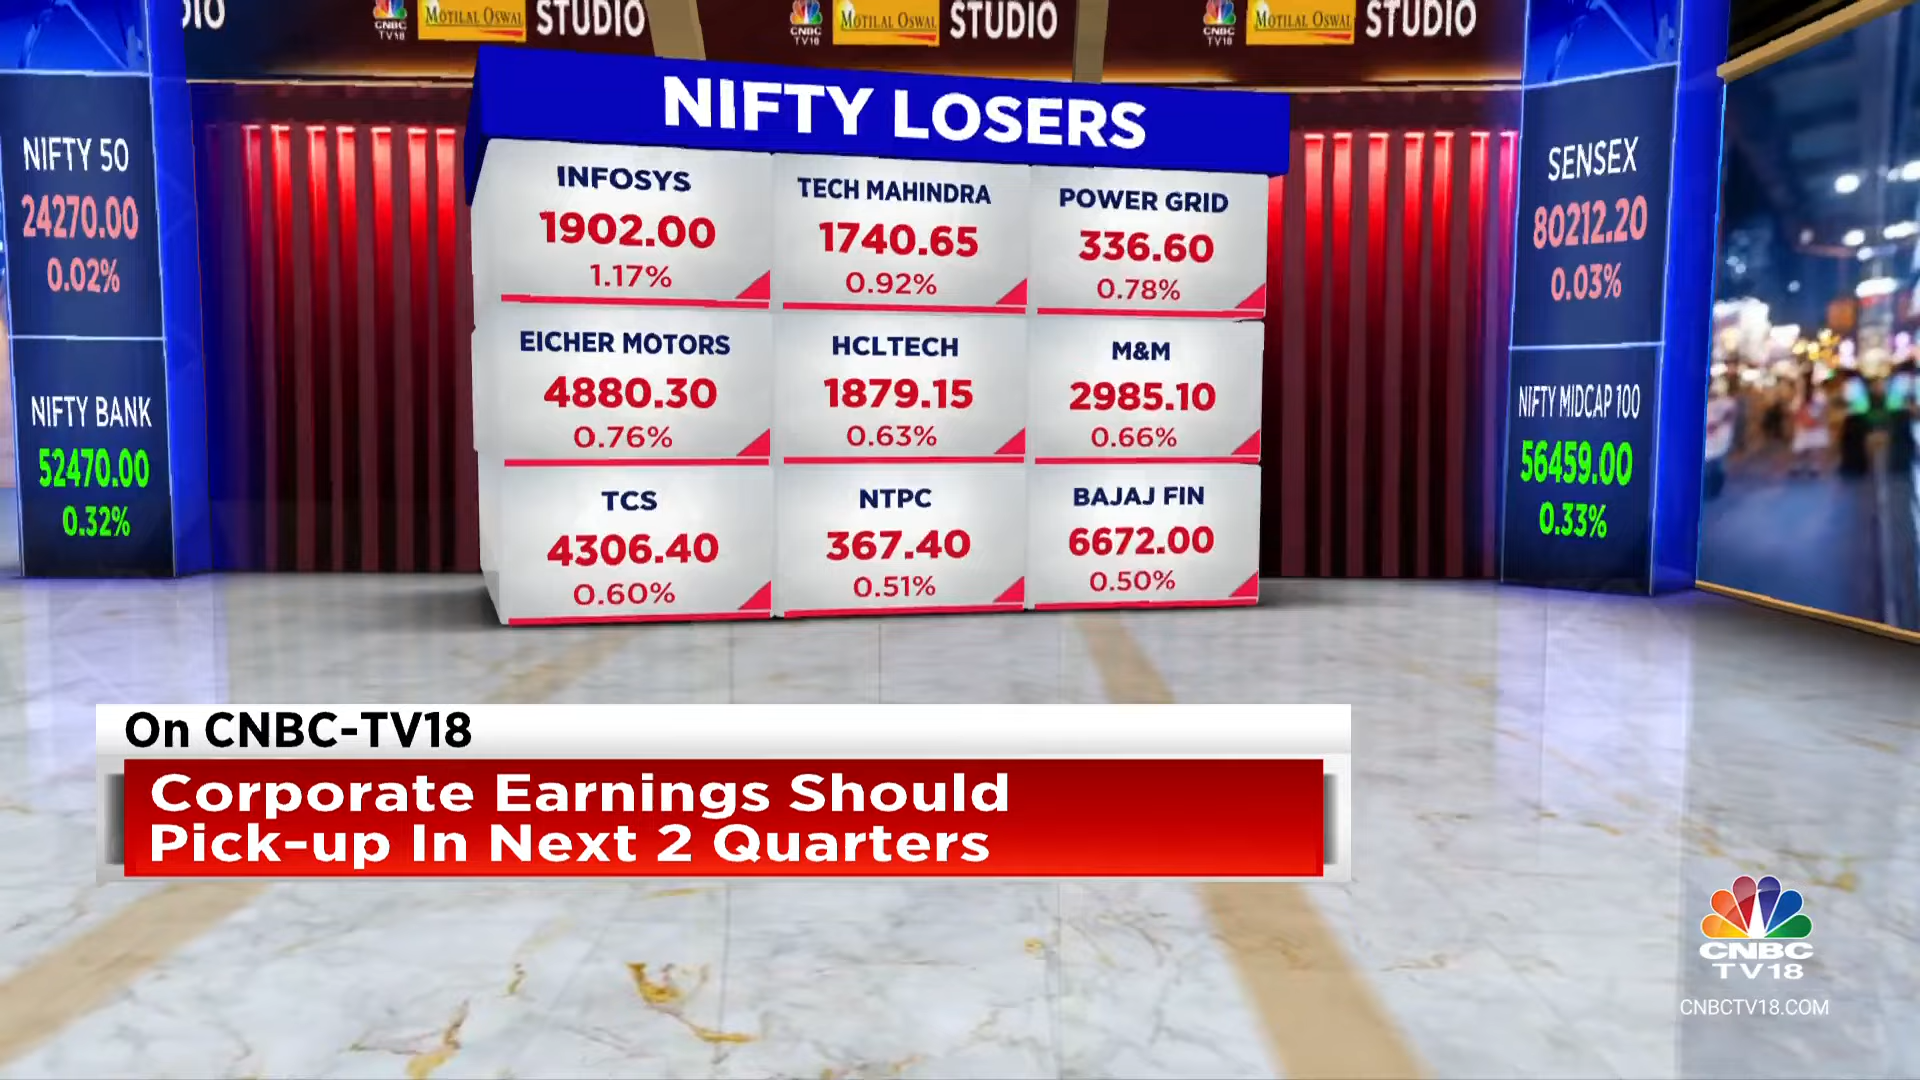 DIO
CNBC
TV18
MOTILAL OSWAL
STUDIO
CNBC
TV18
MOTILAL OSWAL
STUDIO
CNBC
TV18
MOTILAL OSWAL
STUDIO
NIFTY LOSERS
INFOSYS
1902.00
1.17%
TECH MAHINDRA
1740.65
0.92%
POWER GRID
336.60
0.78%
EICHER MOTORS
4880.30
0.76%
HCLTECH
1879.15
0.63%
M&M
2985.10
0.66%
TCS
4306.40
0.60%
NTPC
367.40
0.51%
BAJAJ FIN
6672.00
0.50%
NIFTY 50
24270.00
0.02%
NIFTY BANK
52470.00
0.32%
SENSEX
80212.20
0.03%
NIFTY MIDCAP 100
56459.00
0.33%
On CNBC-TV18
Corporate Earnings Should
Pick-up In Next 2 Quarters
CNBC
TV18
CNBCTV18.COM